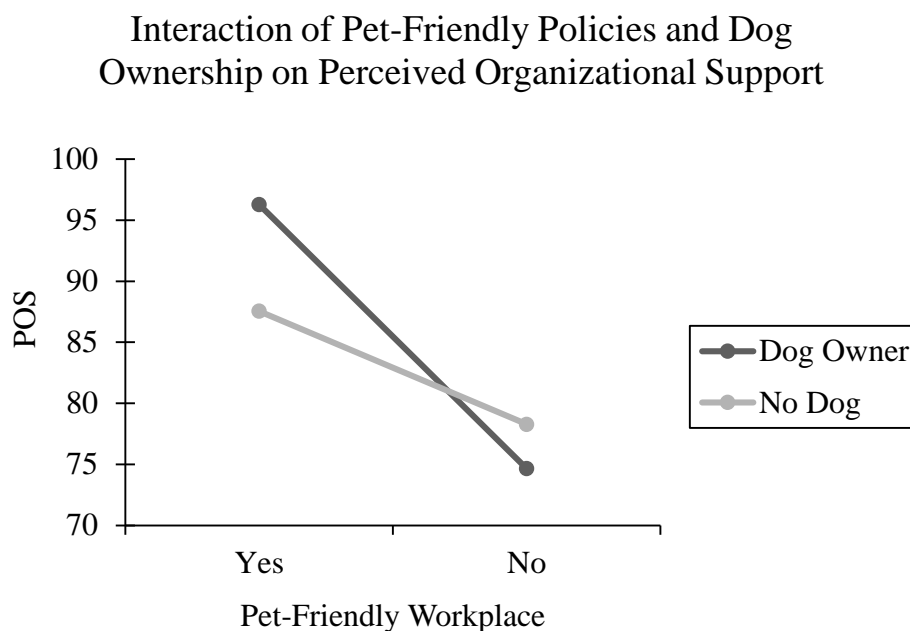 Interaction of Pet-Friendly Policies and Dog
Ownership on Perceived Organizational Support
100
95
90
85
80
75
70
POS
Yes
No
Pet-Friendly Workplace
Dog Owner
No Dog